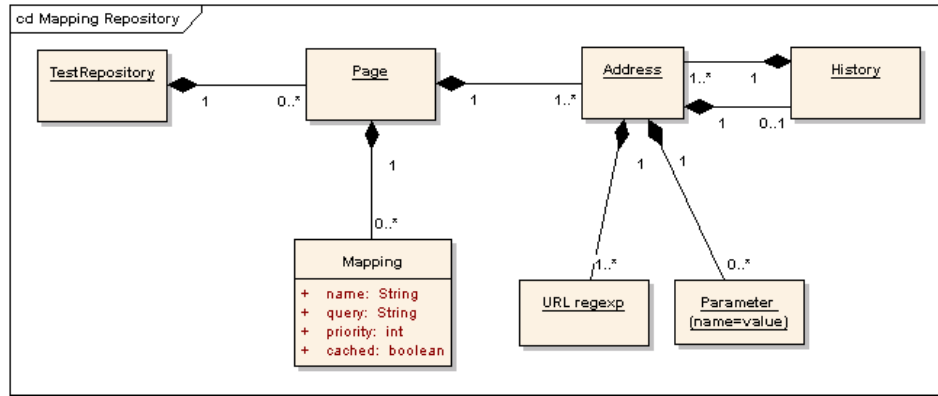 cd Mapping Repository
TestRepository
Page
Address
History
1
0..*
1
1..*
1..*
1
1
0..1
1
1
1
0..*
1..*
0..*
Mapping
+ name: String
+ query: String
+ priority: int
+ cached: boolean
URL regexp
Parameter
(name=value)